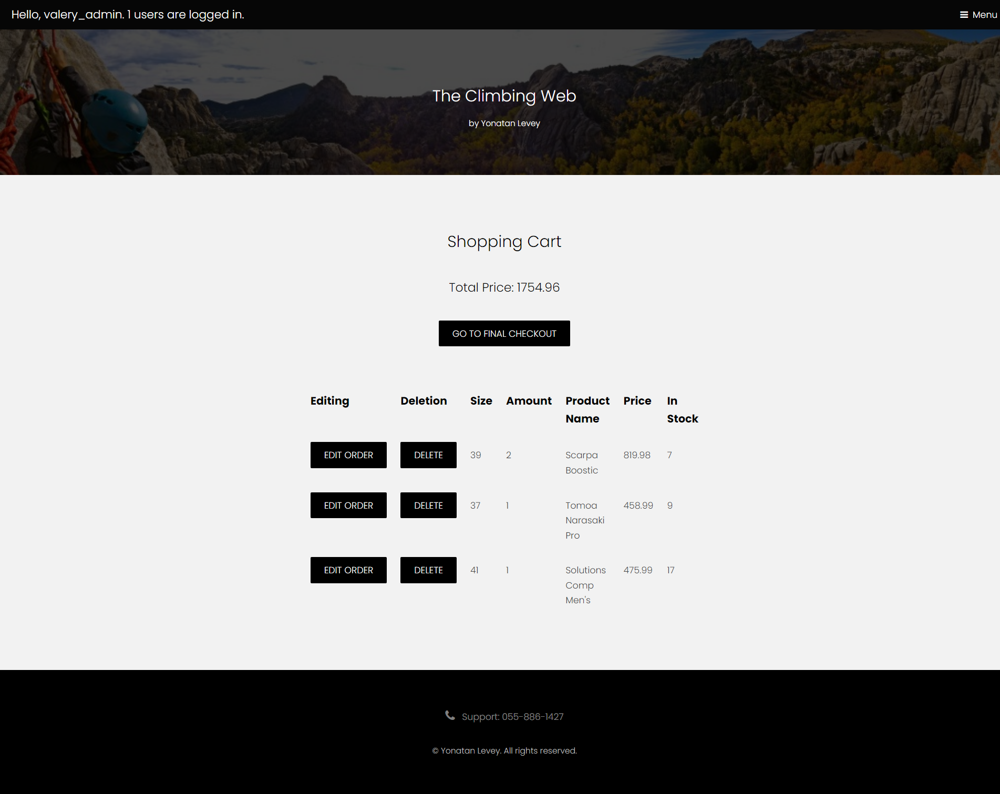 Hello, valery_admin. 1 users are logged in.
Menu
The Climbing Web
by Yonatan Levey
Shopping Cart
Total Price: 1754.96
GO TO FINAL CHECKOUT
Editing Deletion Size Amount Product Name Price In Stock
EDIT ORDER DELETE 39 2 Scarpa Boostic 819.98 7
EDIT ORDER DELETE 37 1 Tomoa Narasaki Pro 458.99 9
EDIT ORDER DELETE 41 1 Solutions Comp Men's 475.99 17
Support: 055-886-1427
© Yonatan Levey. All rights reserved.